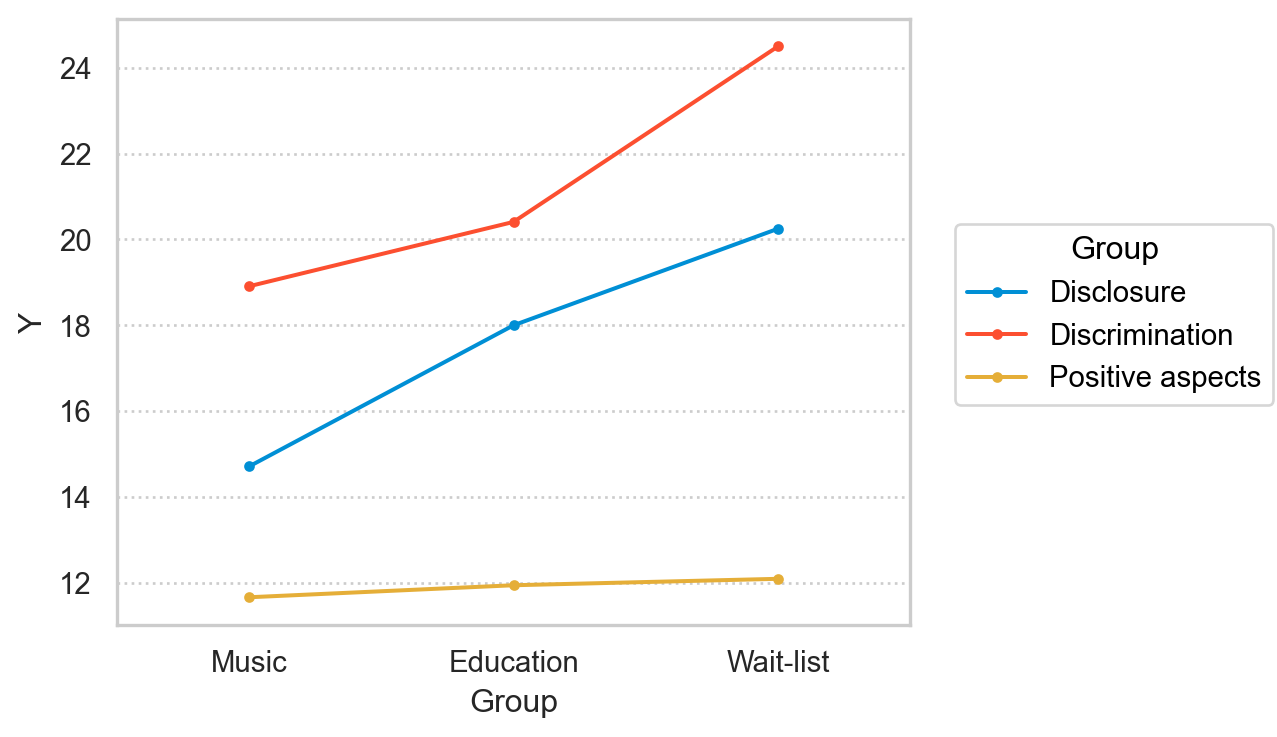 24
22
20
18
16
14
12
Y
Music
Education
Wait-list
Group
Group
Disclosure
Discrimination
Positive aspects